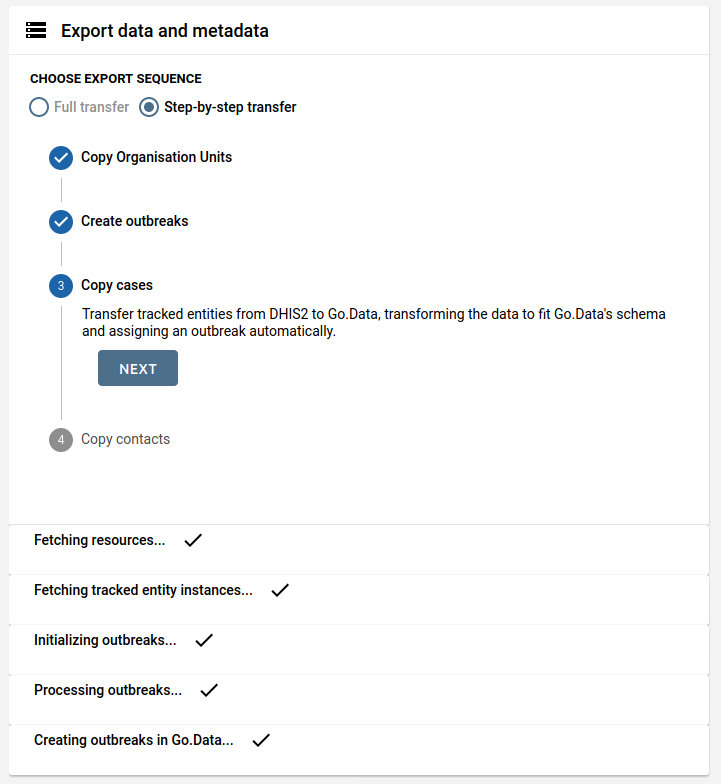 Export data and metadata
CHOOSE EXPORT SEQUENCE
Full transfer Step-by-step transfer
Copy Organisation Units
Create outbreaks
3 Copy cases
Transfer tracked entities from DHIS2 to Go.Data, transforming the data to fit Go.Data's schema
and assigning an outbreak automatically.
NEXT
4 Copy contacts
Fetching resources...
Fetching tracked entity instances...
Initializing outbreaks...
Processing outbreaks...
Creating outbreaks in Go.Data...